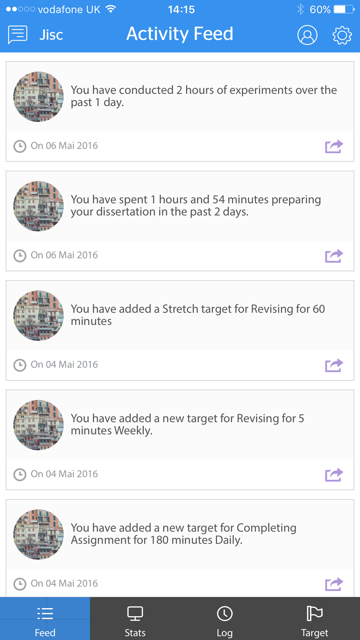 vodafone UK 14:15 60%
Jisc Activity Feed
You have conducted 2 hours of experiments over the
past 1 day.
On 06 Mai 2016
You have spent 1 hours and 54 minutes preparing
your dissertation in the past 2 days.
On 06 Mai 2016
You have added a Stretch target for Revising for 60
minutes
On 04 Mai 2016
You have added a new target for Revising for 5
minutes Weekly.
On 04 Mai 2016
You have added a new target for Completing
Assignment for 180 minutes Daily.
On 04 Mai 2016
Feed Stats Log Target